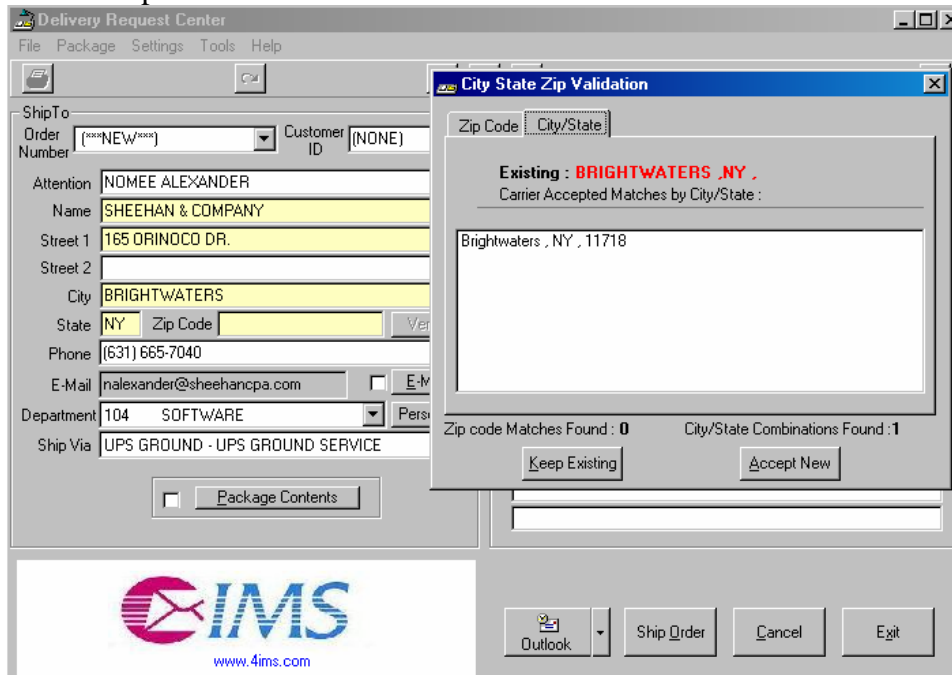 Delivery Request Center
File Package Settings Tools Help
ShipTo
Order Number (***NEW***) Customer ID (NONE)
Attention NOMEE ALEXANDER
Name SHEEHAN & COMPANY
Street 1 165 ORINOCO DR.
Street 2
City BRIGHTWATERS
State NY Zip Code
Phone (631) 665-7040
E-Mail nalexander@sheehancpa.com
Department 104 SOFTWARE
Ship Via UPS GROUND - UPS GROUND SERVICE
Package Contents
City State Zip Validation
Zip Code City/State
Existing : BRIGHTWATERS ,NY ,
Carrier Accepted Matches by City/State :
Brightwaters , NY , 11718
Zip code Matches Found : 0 City/State Combinations Found :1
Keep Existing Accept New
IMS
www.4ims.com
Outlook Ship Order Cancel Exit